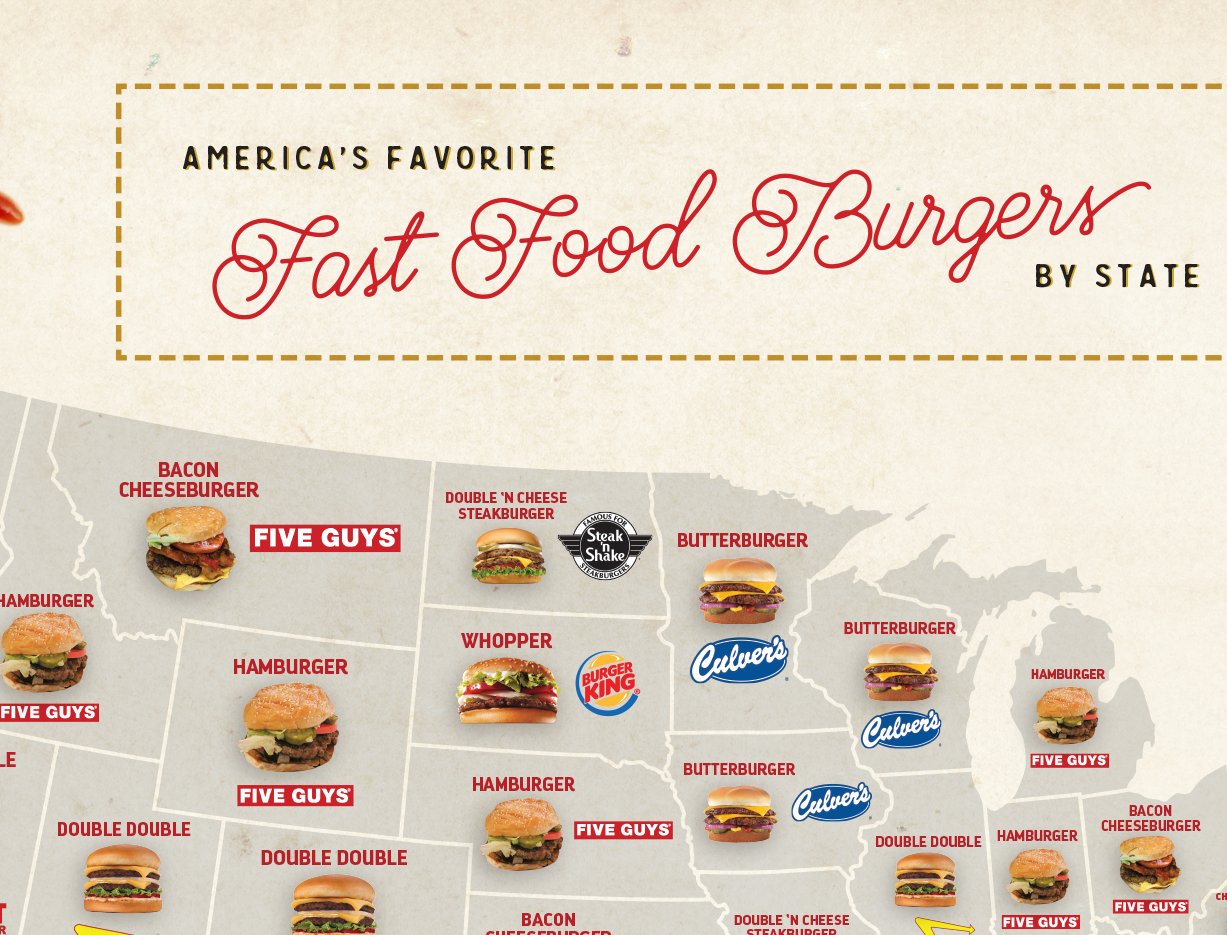 AMERICA'S FAVORITE
Fast Food Burgers
BY STATE
BACON
CHEESEBURGER
FIVE GUYS®
DOUBLE 'N CHEESE
STEAKBURGER
FAMOUS FOR
Steak
'n
Shake
STEAKBURGERS
BUTTERBURGER
Culver's
HAMBURGER
FIVE GUYS
WHOPPER
BURGER
KING®
HAMBURGER
FIVE GUYS
BUTTERBURGER
Culver's
HAMBURGER
FIVE GUYS
HAMBURGER
FIVE GUYS
BUTTERBURGER
Culver's
DOUBLE DOUBLE
DOUBLE DOUBLE
DOUBLE DOUBLE
HAMBURGER
FIVE GUYS
BACON
CHEESEBURGER
FIVE GUYS
BACON
CHEESEBURGER
DOUBLE 'N CHEESE
STEAKBURGER
LE
T
R
CH